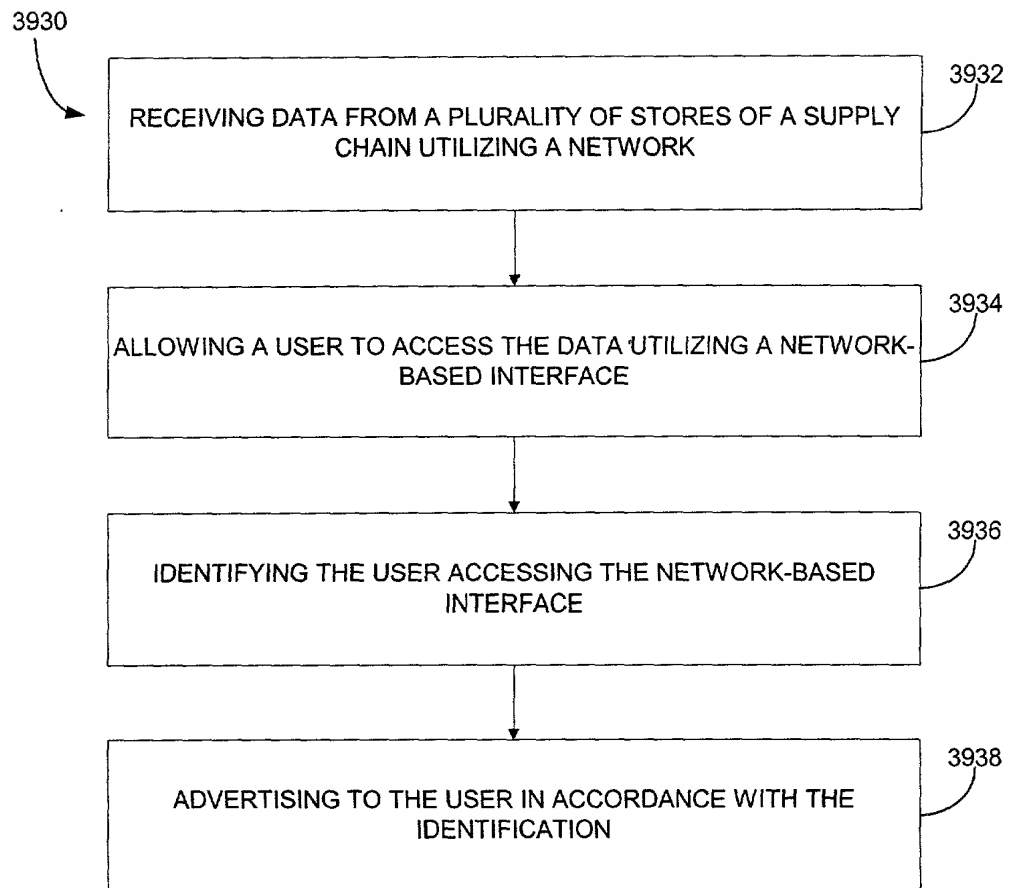 3930
3932
RECEIVING DATA FROM A PLURALITY OF STORES OF A SUPPLY
CHAIN UTILIZING A NETWORK
3934
ALLOWING A USER TO ACCESS THE DATA UTILIZING A NETWORK-
BASED INTERFACE
3936
IDENTIFYING THE USER ACCESSING THE NETWORK-BASED
INTERFACE
3938
ADVERTISING TO THE USER IN ACCORDANCE WITH THE
IDENTIFICATION